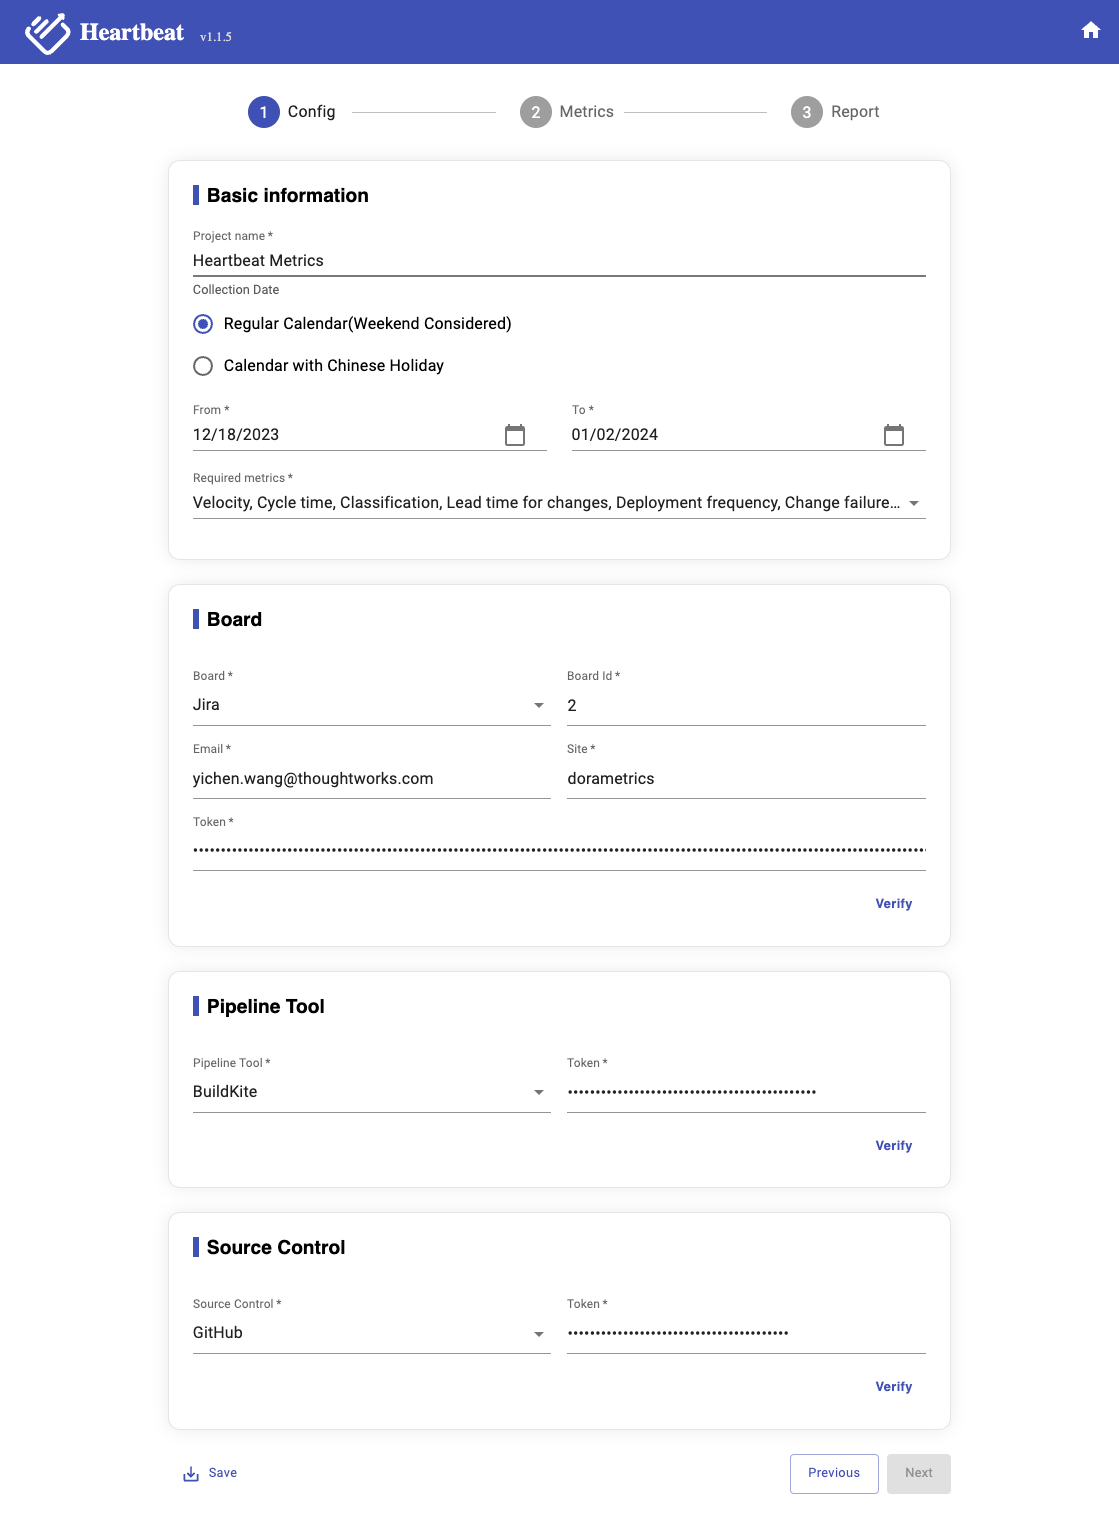 Heartbeat v1.1.5
1 Config 2 Metrics 3 Report
Basic information
Project name *
Heartbeat Metrics
Collection Date
Regular Calendar(Weekend Considered)
Calendar with Chinese Holiday
From * To *
12/18/2023 01/02/2024
Required metrics *
Velocity, Cycle time, Classification, Lead time for changes, Deployment frequency, Change failure...
Board
Board * Board Id *
Jira 2
Email * Site *
yichen.wang@thoughtworks.com dorametrics
Token *
Verify
Pipeline Tool
Pipeline Tool * Token *
BuildKite
Verify
Source Control
Source Control * Token *
GitHub
Verify
Save Previous Next